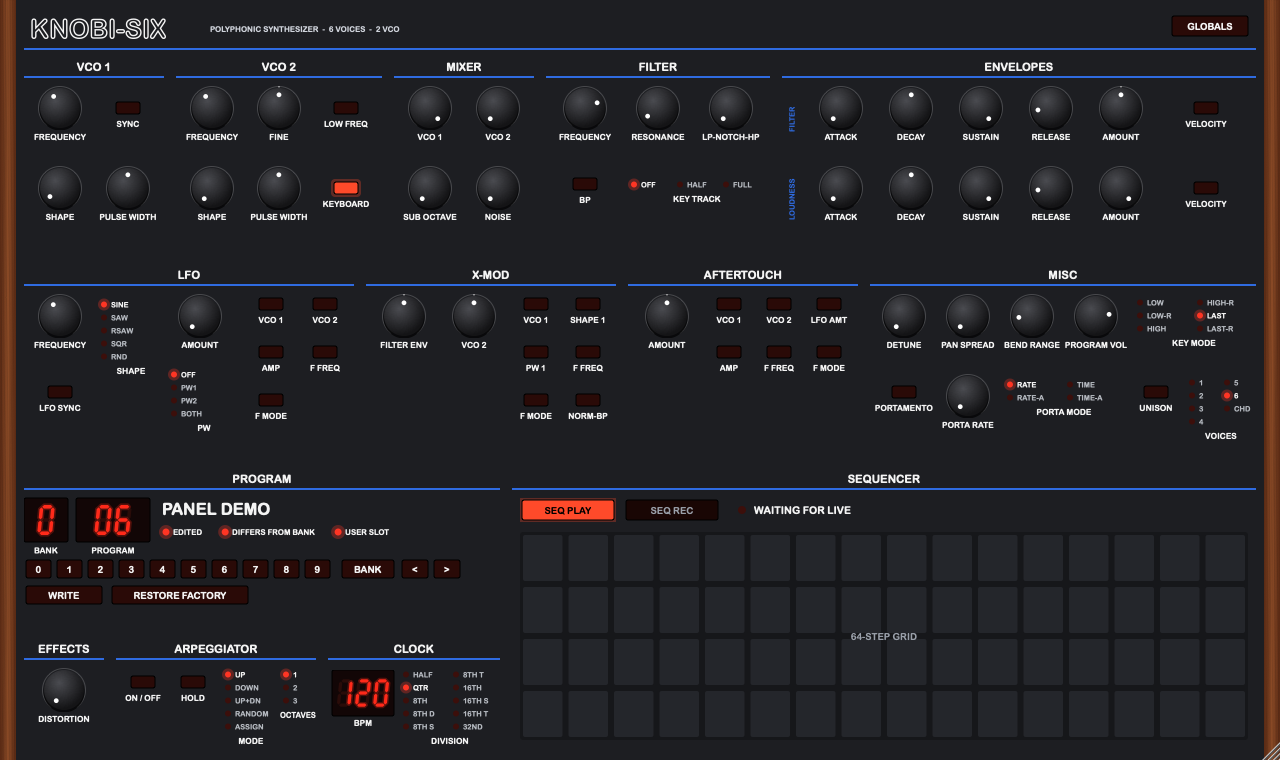 KNOBI-SIX
POLYPHONIC SYNTHESIZER - 6 VOICES - 2 VCO
GLOBALS
VCO 1
VCO 2
MIXER
FILTER
ENVELOPES
FREQUENCY
SYNC
FREQUENCY
FINE
LOW FREQ
VCO 1
VCO 2
FREQUENCY
RESONANCE
LP-NOTCH-HP
FILTER
ATTACK
DECAY
SUSTAIN
RELEASE
AMOUNT
VELOCITY
SHAPE
PULSE WIDTH
SHAPE
PULSE WIDTH
KEYBOARD
SUB OCTAVE
NOISE
BP
OFF
HALF
FULL
KEY TRACK
LOUDNESS
ATTACK
DECAY
SUSTAIN
RELEASE
AMOUNT
VELOCITY
LFO
X-MOD
AFTERTOUCH
MISC
FREQUENCY
SINE
SAW
RSAW
SQR
RND
SHAPE
AMOUNT
VCO 1
VCO 2
AMP
F FREQ
F MODE
LFO SYNC
OFF
PW1
PW2
BOTH
PW
FILTER ENV
VCO 2
VCO 1
SHAPE 1
PW 1
F FREQ
F MODE
NORM-BP
AMOUNT
VCO 1
VCO 2
LFO AMT
AMP
F FREQ
F MODE
DETUNE
PAN SPREAD
BEND RANGE
PROGRAM VOL
LOW
LOW-R
HIGH
HIGH-R
LAST
LAST-R
KEY MODE
PORTAMENTO
PORTA RATE
RATE
RATE-A
TIME
TIME-A
PORTA MODE
UNISON
1
2
3
4
5
6
CHD
VOICES
PROGRAM
SEQUENCER
0
06
BANK
PROGRAM
PANEL DEMO
EDITED
DIFFERS FROM BANK
USER SLOT
0 1 2 3 4 5 6 7 8 9 BANK < >
WRITE
RESTORE FACTORY
SEQ PLAY
SEQ REC
WAITING FOR LIVE
64-STEP GRID
EFFECTS
ARPEGGIATOR
CLOCK
DISTORTION
ON / OFF
HOLD
UP
DOWN
UP+DN
RANDOM
ASSIGN
MODE
1
2
3
OCTAVES
120
BPM
HALF
QTR
8TH
8TH D
8TH S
8TH T
16TH
16TH S
16TH T
32ND
DIVISION